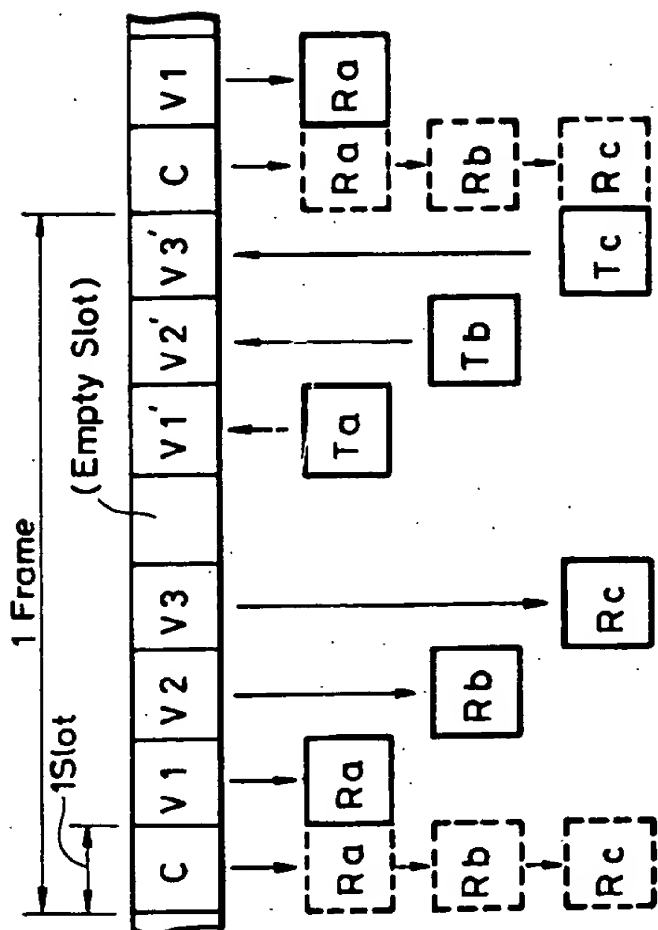 1 Frame
1Slot
(Empty Slot)
C V1 V2 V3 V1' V2' V3' C V1
Ra Ra Ta Ra Ra
Rb Rb Tb Rb
Rc Rc Tc Rc